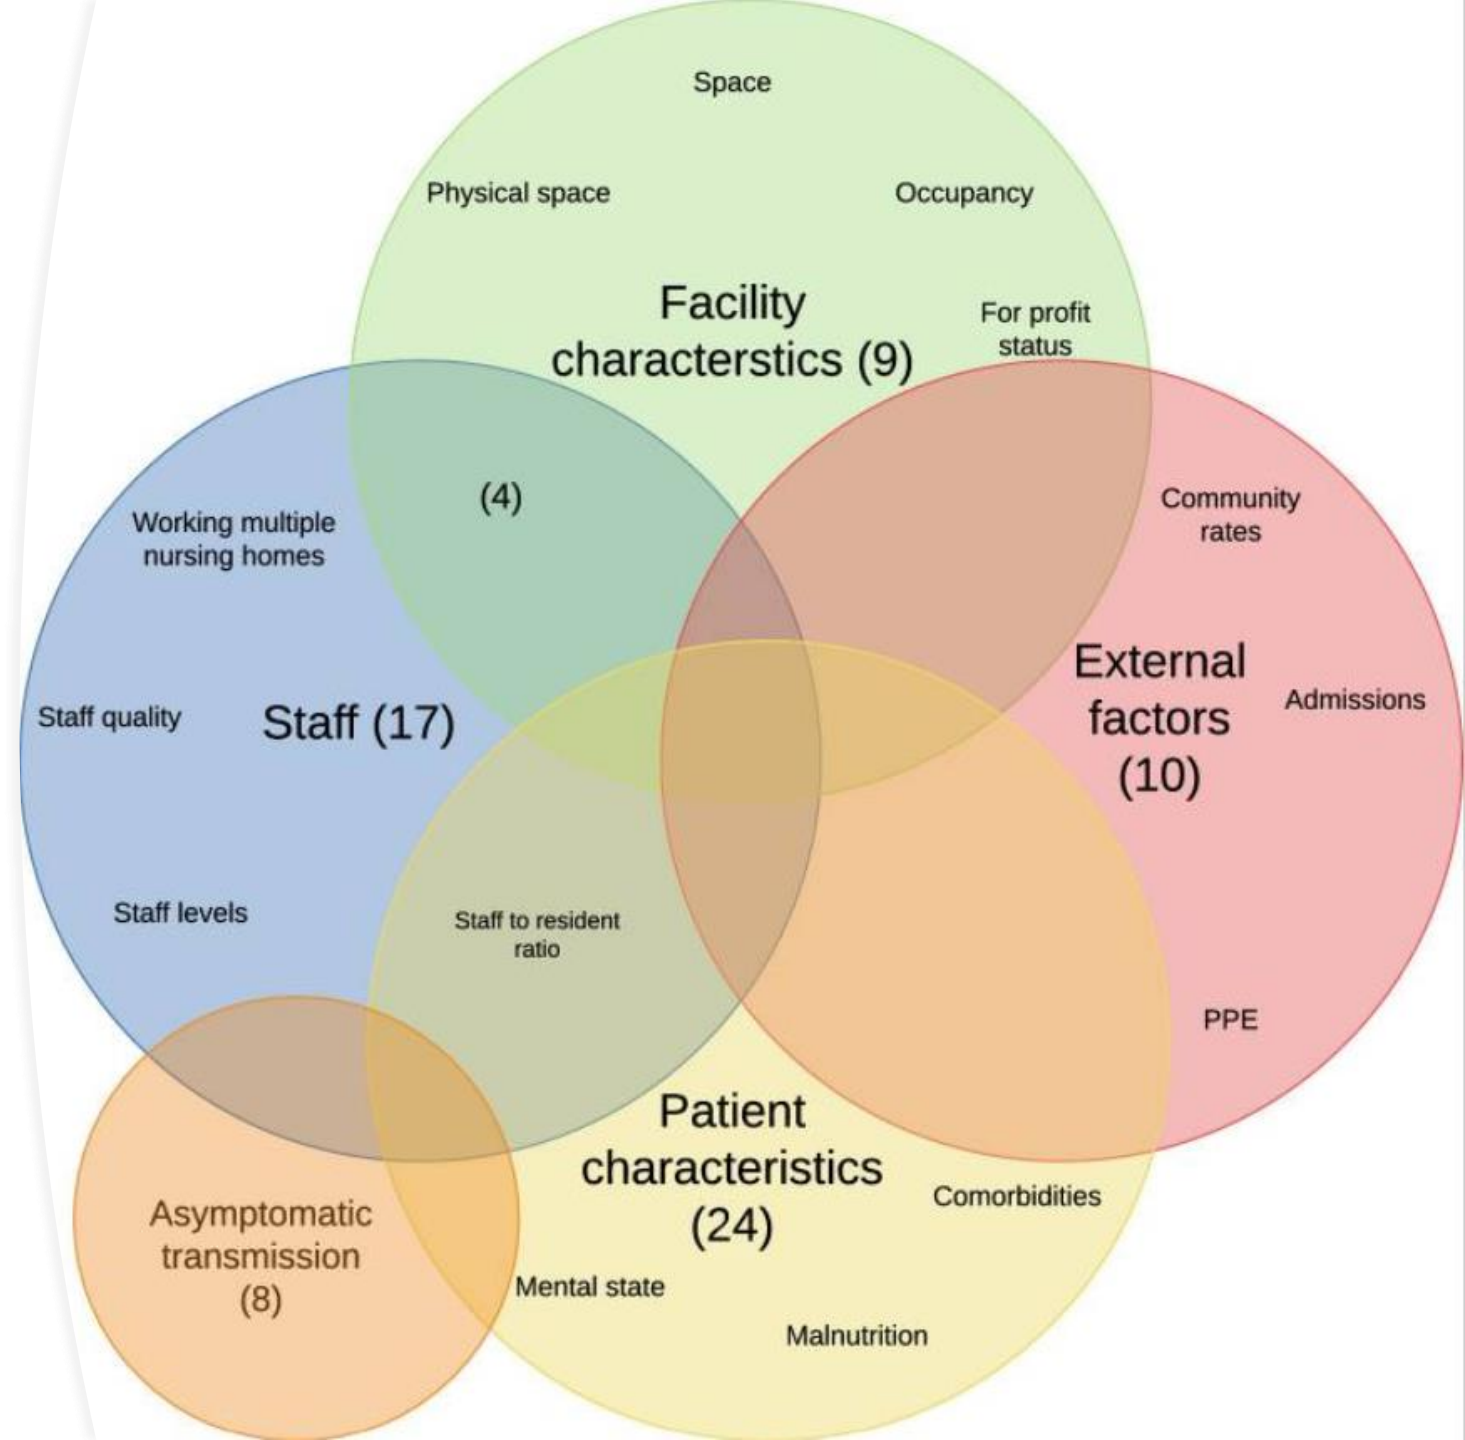 Space
Physical space
Occupancy
Facility
characterstics (9)
For profit
status
(4)
Working multiple
nursing homes
Community
rates
Staff quality
Staff (17)
External
factors
(10)
Admissions
Staff levels
Staff to resident
ratio
PPE
Patient
characteristics
(24)
Comorbidities
Asymptomatic
transmission
(8)
Mental state
Malnutrition